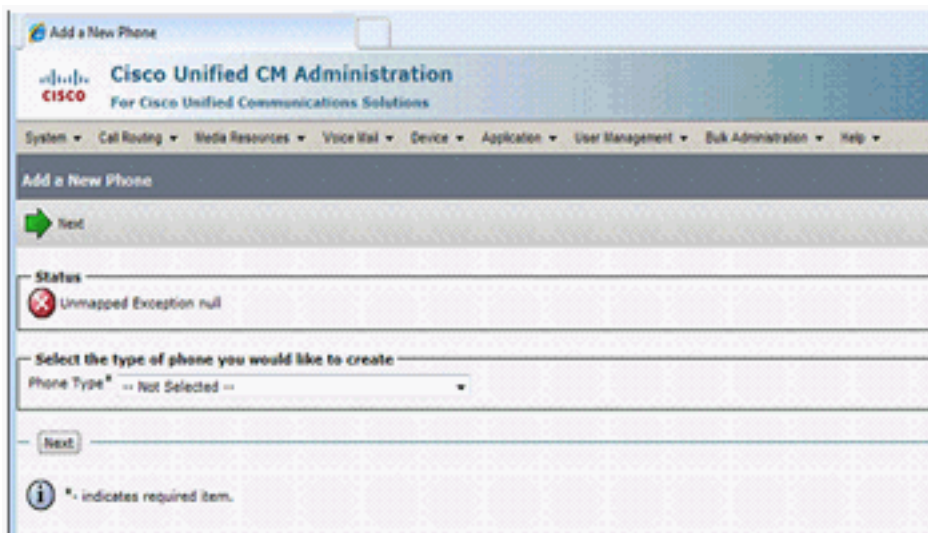 Add a New Phone
Cisco Unified CM Administration
CISCO
For Cisco Unified Communications Solutions
System Call Routing Media Resources Voice Mail Device Application User Management Bulk Administration Help
Add a New Phone
Next
Status
Unmapped Exception null
Select the type of phone you would like to create
Phone Type* -- Not Selected --
Next
*- indicates required item.